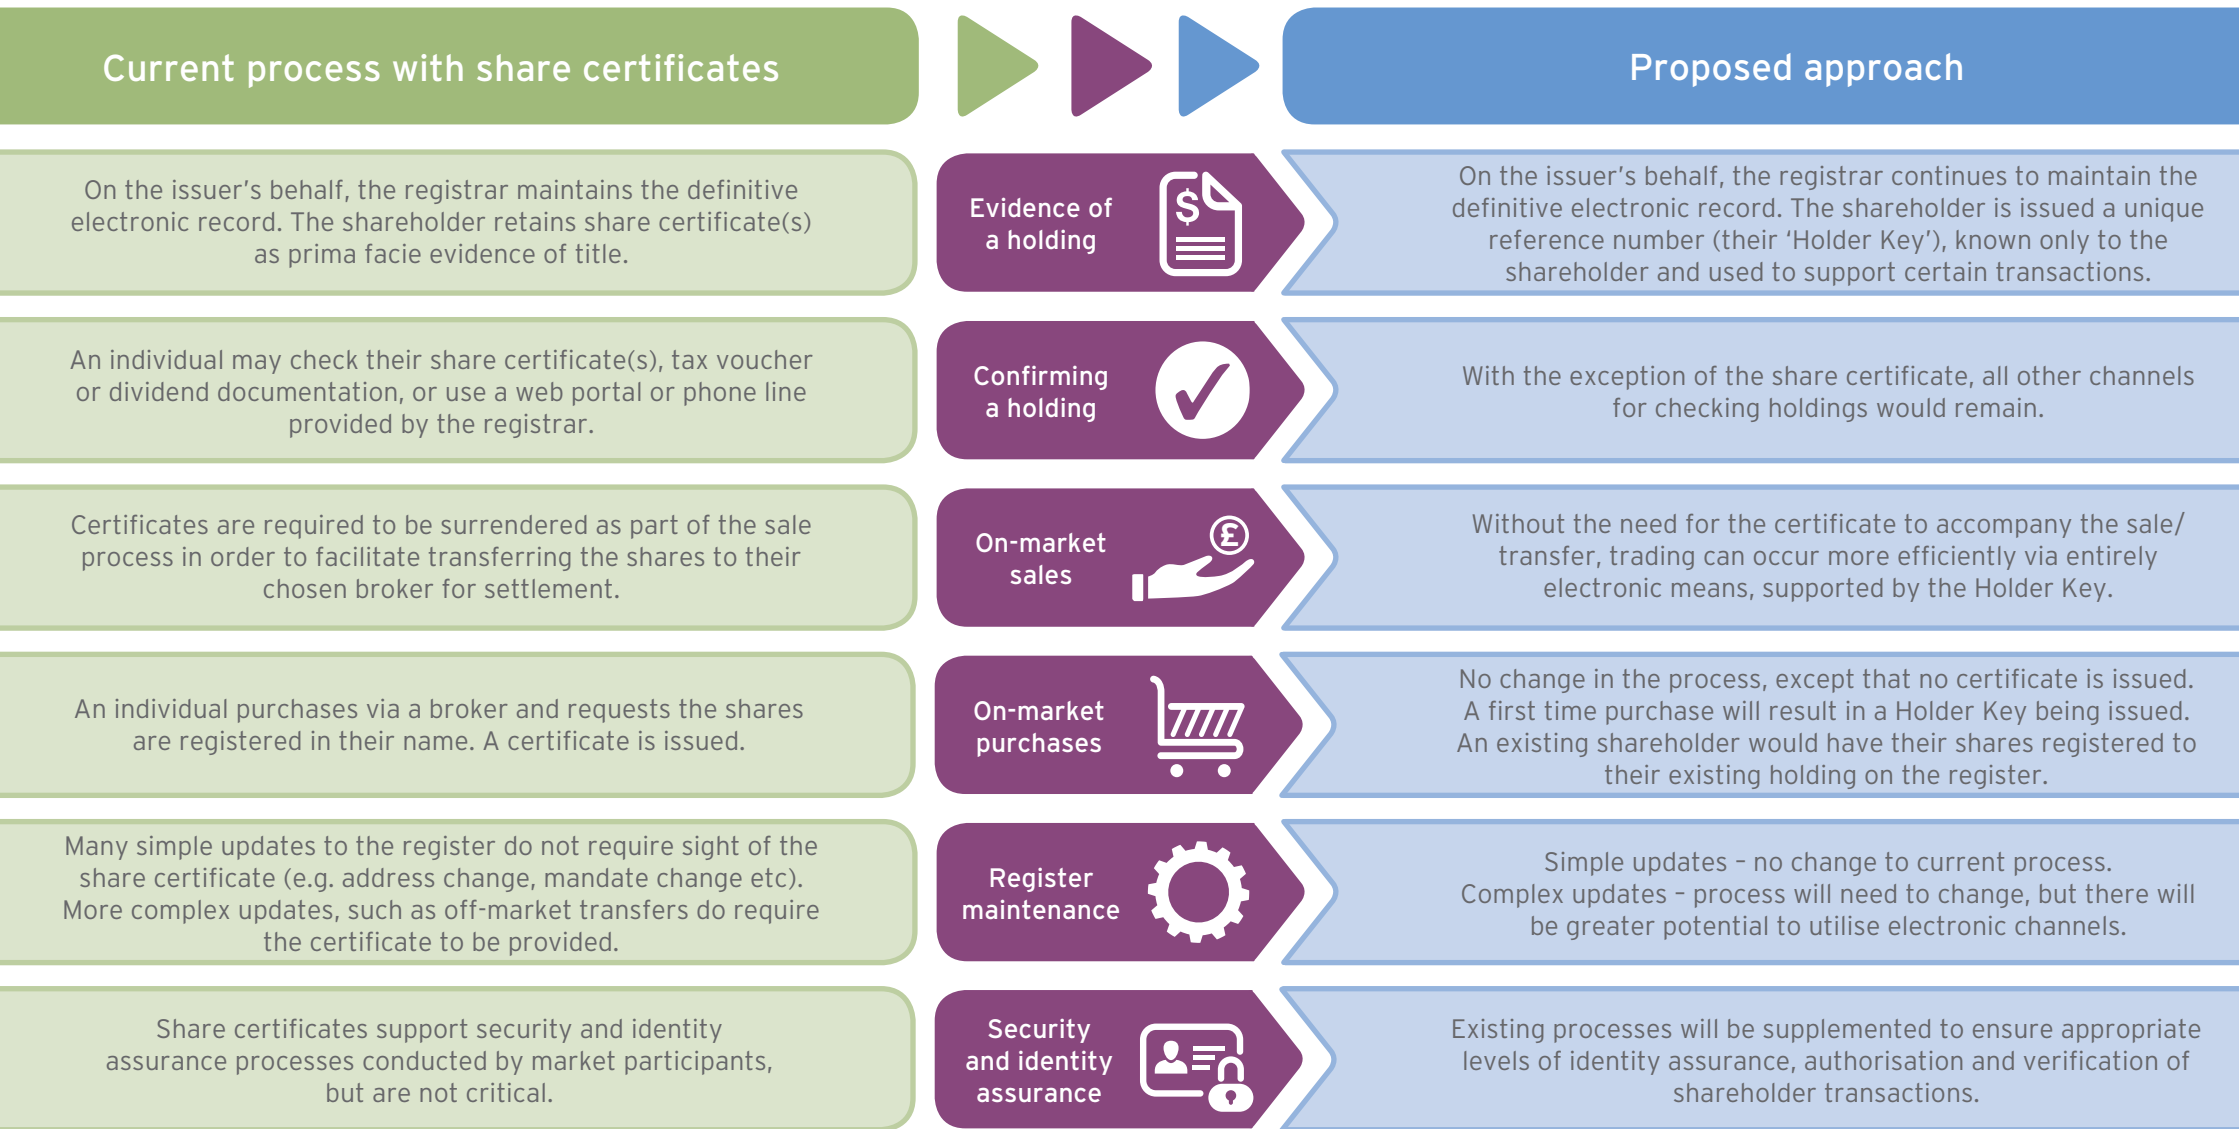 Current process with share certificates
Proposed approach
On the issuer's behalf, the registrar maintains the definitive
electronic record. The shareholder retains share certificate(s)
as prima facie evidence of title.
Evidence of
a holding
$
On the issuer's behalf, the registrar continues to maintain the
definitive electronic record. The shareholder is issued a unique
reference number (their ‘Holder Key’), known only to the
shareholder and used to support certain transactions.
An individual may check their share certificate(s), tax voucher
or dividend documentation, or use a web portal or phone line
provided by the registrar.
Confirming
a holding
With the exception of the share certificate, all other channels
for checking holdings would remain.
Certificates are required to be surrendered as part of the sale
process in order to facilitate transferring the shares to their
chosen broker for settlement.
On-market
sales
£
Without the need for the certificate to accompany the sale/
transfer, trading can occur more efficiently via entirely
electronic means, supported by the Holder Key.
An individual purchases via a broker and requests the shares
are registered in their name. A certificate is issued.
On-market
purchases
No change in the process, except that no certificate is issued.
A first time purchase will result in a Holder Key being issued.
An existing shareholder would have their shares registered to
their existing holding on the register.
Many simple updates to the register do not require sight of the
share certificate (e.g. address change, mandate change etc).
More complex updates, such as off-market transfers do require
the certificate to be provided.
Register
maintenance
Simple updates – no change to current process.
Complex updates – process will need to change, but there will
be greater potential to utilise electronic channels.
Share certificates support security and identity
assurance processes conducted by market participants,
but are not critical.
Security
and identity
assurance
Existing processes will be supplemented to ensure appropriate
levels of identity assurance, authorisation and verification of
shareholder transactions.